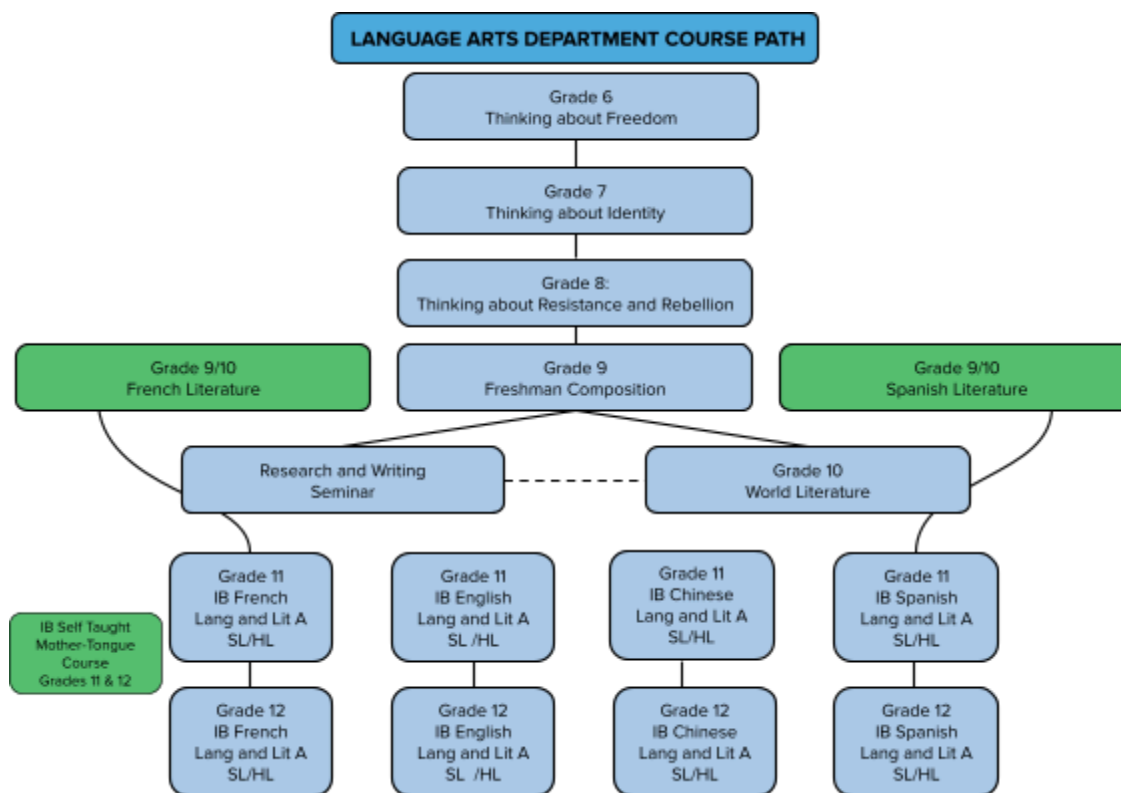 LANGUAGE ARTS DEPARTMENT COURSE PATH
Grade 6
Thinking about Freedom
Grade 7
Thinking about Identity
Grade 8:
Thinking about Resistance and Rebellion
Grade 9/10
French Literature
Grade 9
Freshman Composition
Grade 9/10
Spanish Literature
Research and Writing
Seminar
Grade 10
World Literature
Grade 11
IB French
Lang and Lit A
SL/HL
Grade 11
IB English
Lang and Lit A
SL /HL
Grade 11
IB Chinese
Lang and Lit A
SL/HL
Grade 11
IB Spanish
Lang and Lit A
SL/HL
IB Self Taught
Mother-Tongue
Course
Grades 11 & 12
Grade 12
IB French
Lang and Lit A
SL/HL
Grade 12
IB English
Lang and Lit A
SL /HL
Grade 12
IB Chinese
Lang and Lit A
SL/HL
Grade 12
IB Spanish
Lang and Lit A
SL/HL